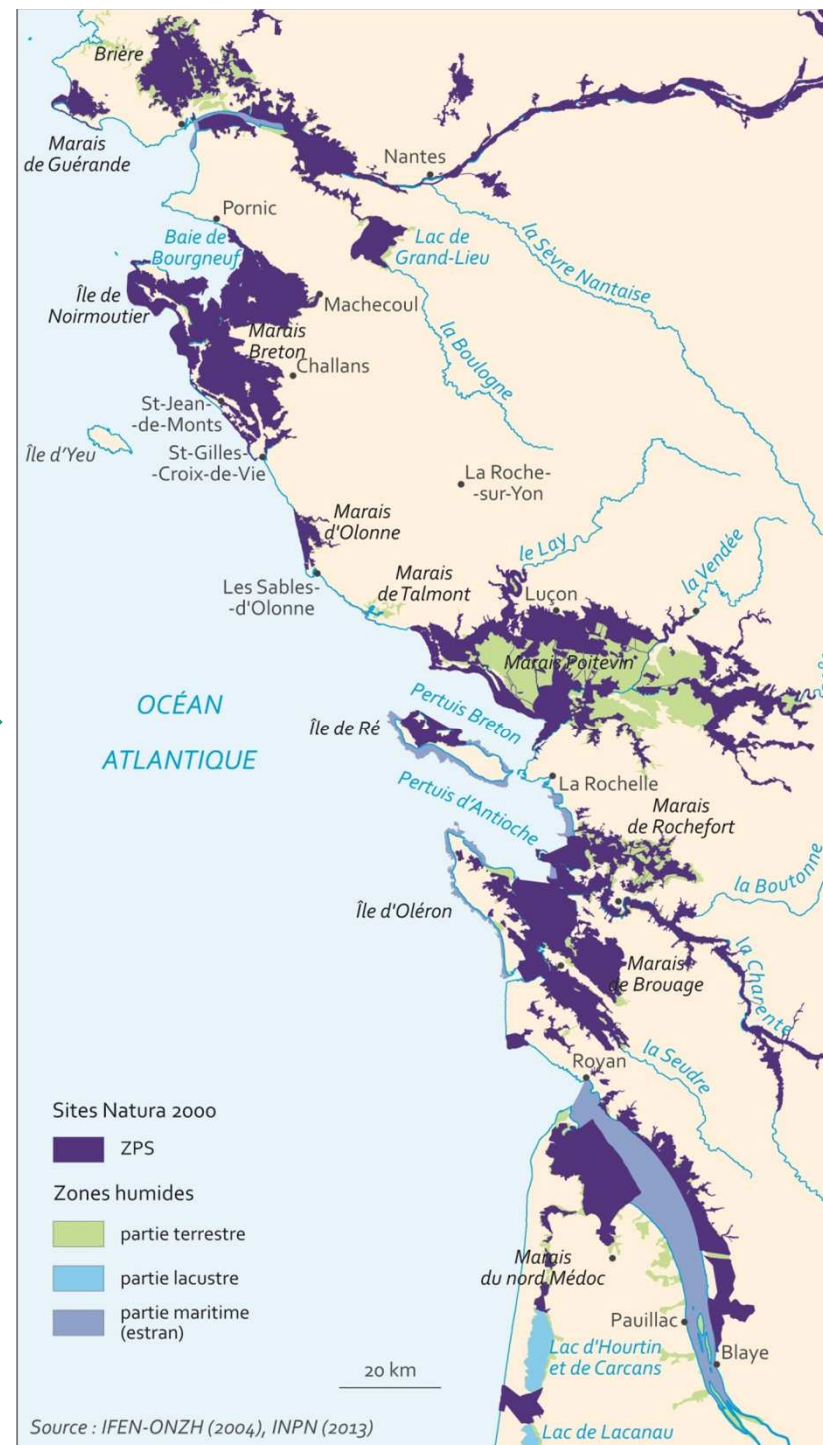 Brière
Marais
de Guérande
Nantes
Pornic
la Sèvre Nantaise
Baie de
Bourgneuf
Lac de
Grand-Lieu
Île de
Noirmoutier
Machecoul
Marais
Breton
la Boulogne
Challans
St-Jean-
-de-Monts
Île d'Yeu
St-Gilles-
-Croix-de-Vie
La Roche-
-sur-Yon
Marais
d'Olonne
le Lay
la Vendée
Les Sables-
-d'Olonne
Marais
de Talmont
Luçon
Marais Poitevin
OCÉAN
ATLANTIQUE
Pertuis Breton
Île de Ré
La Rochelle
Pertuis d'Antioche
Marais
de Rochefort
la Boutonne
Île d'Oléron
Marais
de Brouage
la Charente
la Seudre
Royan
Sites Natura 2000
ZPS
Zones humides
partie terrestre
partie lacustre
partie maritime
(estran)
Marais
du nord Médoc
Pauillac
Blaye
Lac d'Hourtin
et de Carcans
20 km
Lac de Lacanau
Source : IFEN-ONZH (2004), INPN (2013)